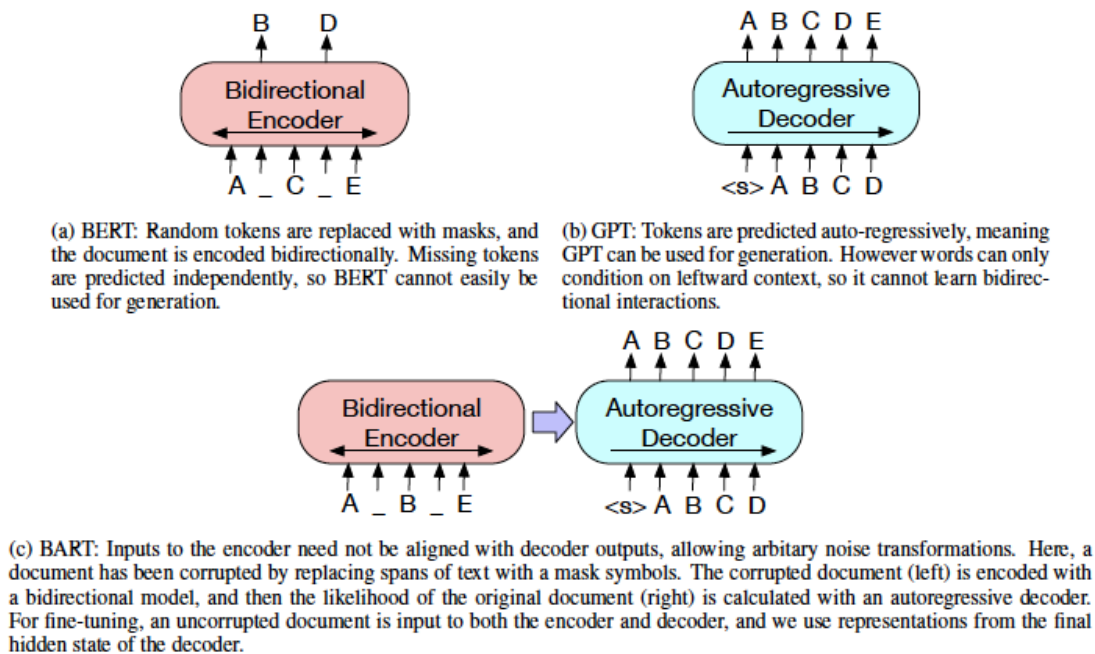 B D
Bidirectional
Encoder
A _ C _ E
(a) BERT: Random tokens are replaced with masks, and
the document is encoded bidirectionally. Missing tokens
are predicted independently, so BERT cannot easily be
used for generation.
A B C D E
Autoregressive
Decoder
<s> A B C D
(b) GPT: Tokens are predicted auto-regressively, meaning
GPT can be used for generation. However words can only
condition on leftward context, so it cannot learn bidirec-
tional interactions.
Bidirectional
Encoder
A _ B _ E
A B C D E
Autoregressive
Decoder
<s> A B C D
(c) BART: Inputs to the encoder need not be aligned with decoder outputs, allowing arbitary noise transformations. Here, a
document has been corrupted by replacing spans of text with a mask symbols. The corrupted document (left) is encoded with
a bidirectional model, and then the likelihood of the original document (right) is calculated with an autoregressive decoder.
For fine-tuning, an uncorrupted document is input to both the encoder and decoder, and we use representations from the final
hidden state of the decoder.